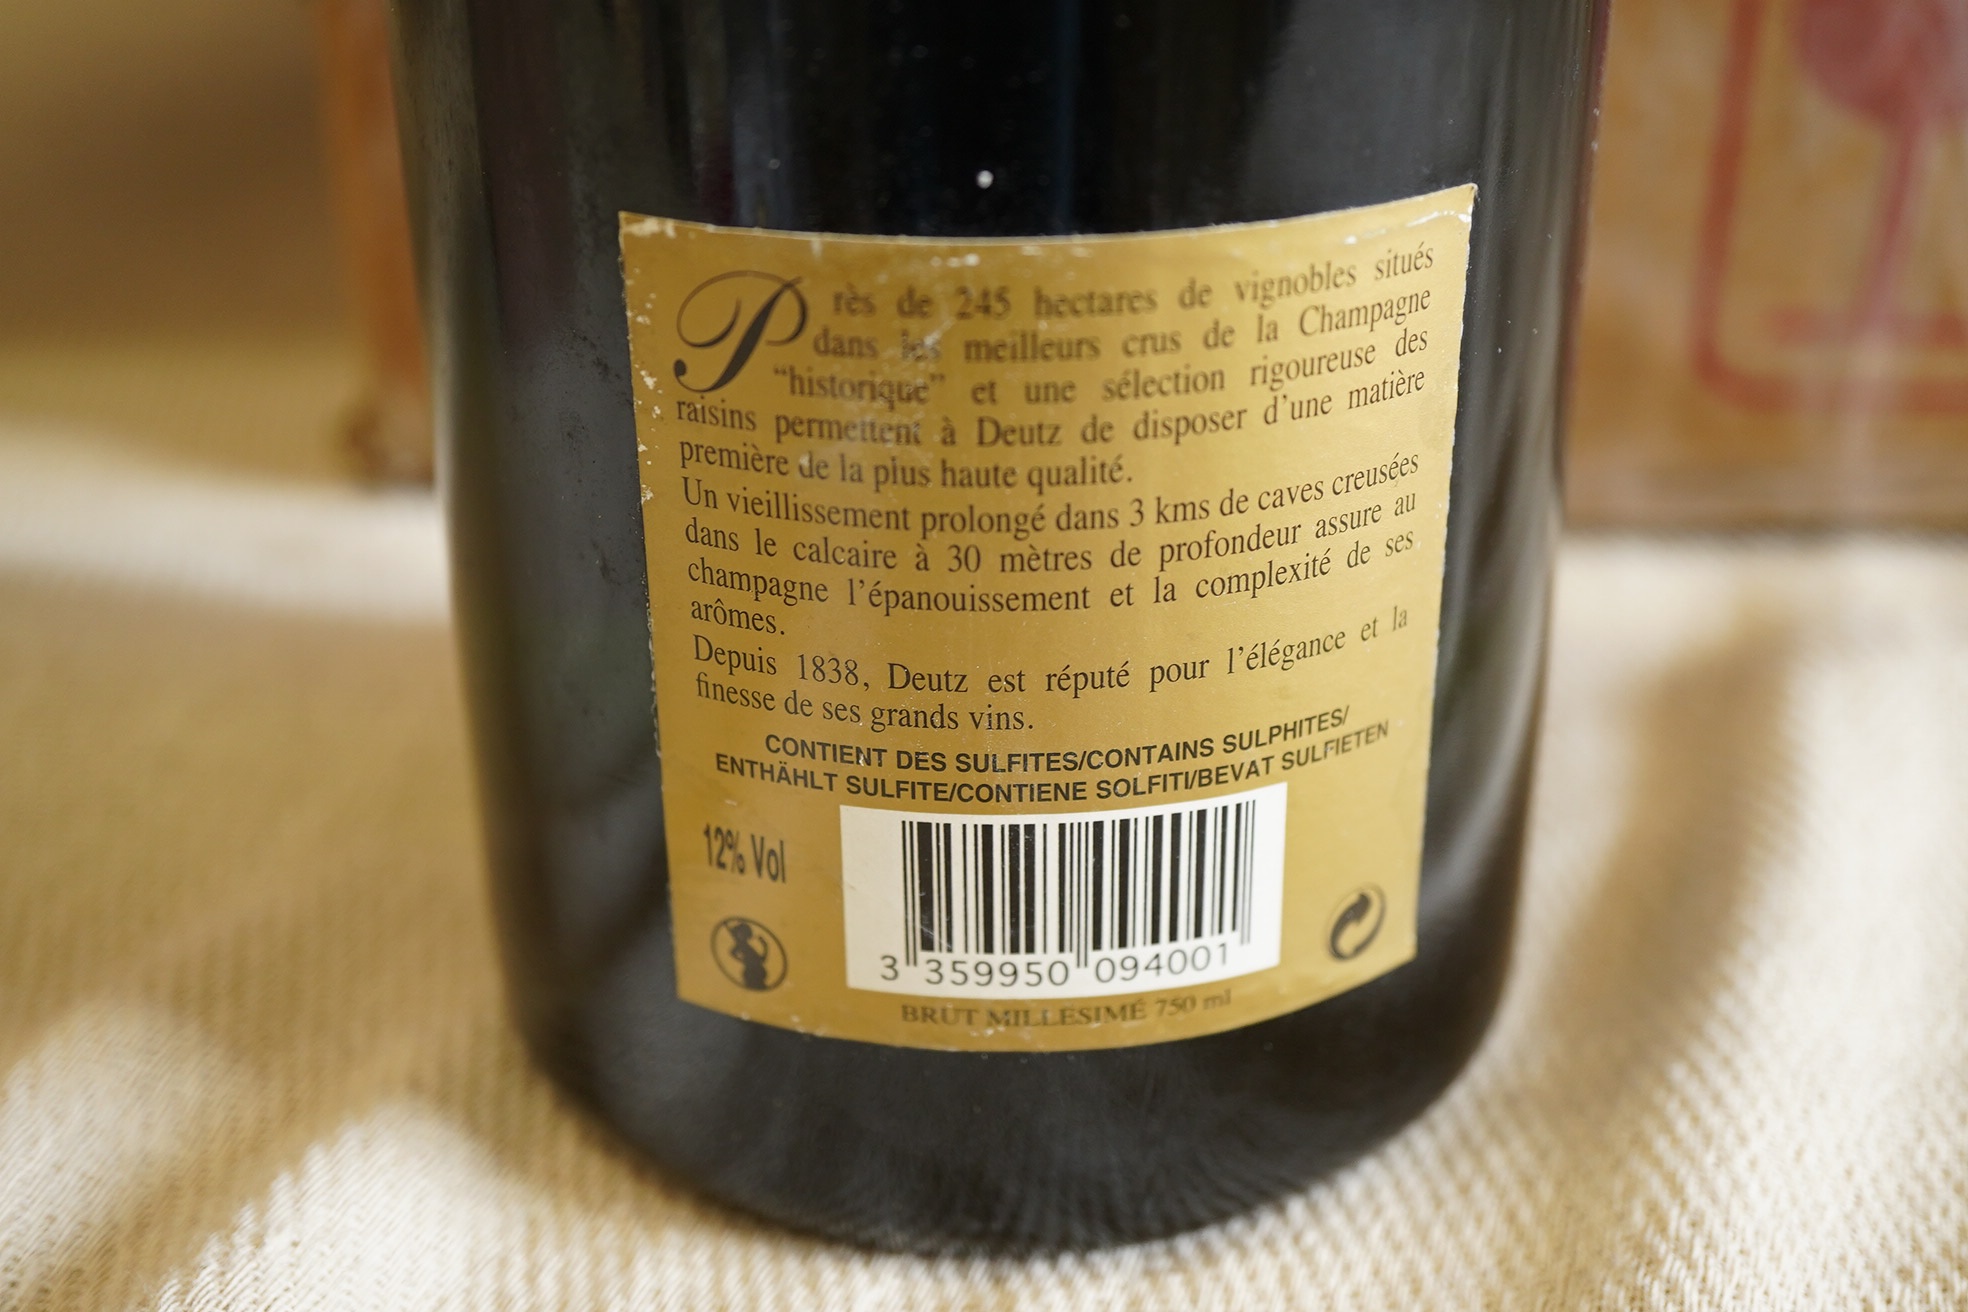 Près de 245 hectares de vignobles situés
dans les meilleurs crus de la Champagne
“historique” et une sélection rigoureuse des
raisins permettent à Deutz de disposer d’une matière
première de la plus haute qualité.
Un vieillissement prolongé dans 3 kms de caves creusées
dans le calcaire à 30 mètres de profondeur assure au
champagne l’épanouissement et la complexité de ses
arômes.
Depuis 1838, Deutz est réputé pour l’élégance et la
finesse de ses grands vins.
CONTIENT DES SULFITES/CONTAINS SULPHITES/
ENTHÄHLT SULFITE/CONTIENE SOLFITI/BEVAT SULFIETEN
12% Vol
3 359950 094001
BRUT MILLESIMÉ 750 ml